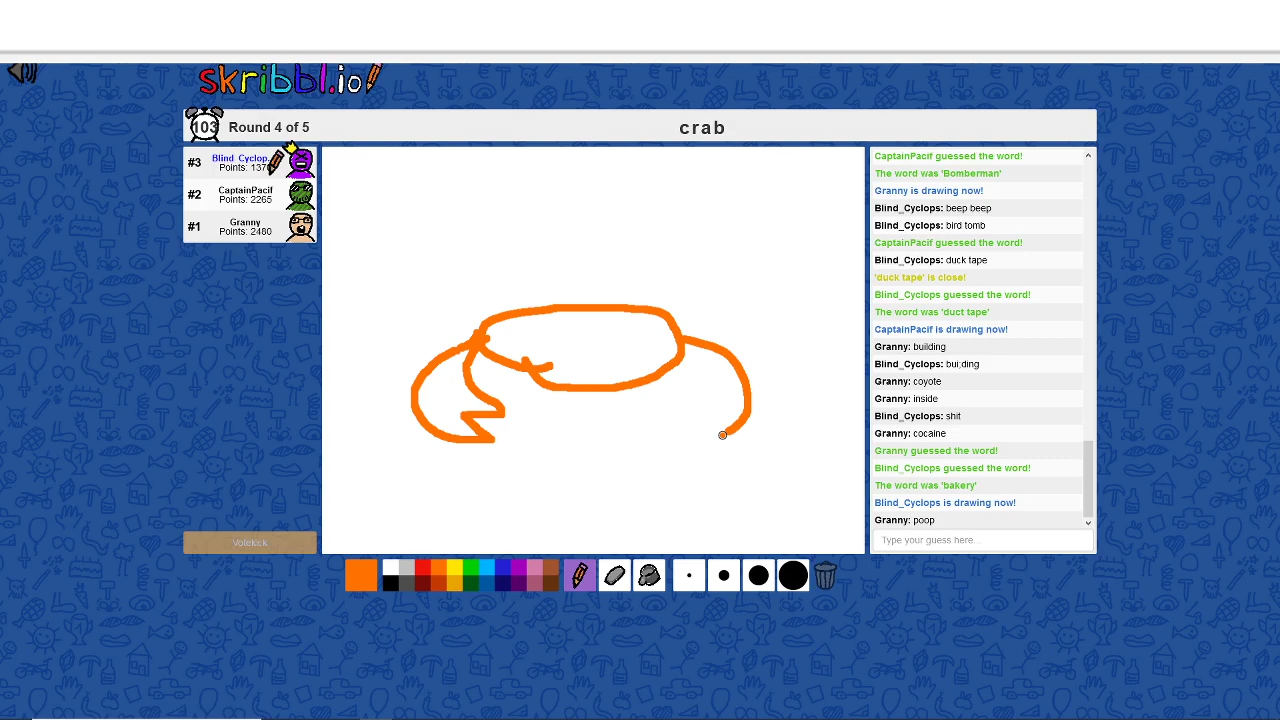 skribbl.io
103
Round 4 of 5
crab
#3
Blind_Cyclop..
Points: 1370
#2
CaptainPacif
Points: 2265
#1
Granny
Points: 2480
Votekick
CaptainPacif guessed the word!
The word was 'Bomberman'
Granny is drawing now!
Blind_Cyclops: beep beep
Blind_Cyclops: bird tomb
CaptainPacif guessed the word!
Blind_Cyclops: duck tape
'duck tape' is close!
Blind_Cyclops guessed the word!
The word was 'duct tape'
CaptainPacif is drawing now!
Granny: building
Blind_Cyclops: bui;ding
Granny: coyote
Granny: inside
Blind_Cyclops: shit
Granny: cocaine
Granny guessed the word!
Blind_Cyclops guessed the word!
The word was 'bakery'
Blind_Cyclops is drawing now!
Granny: poop
Type your guess here...